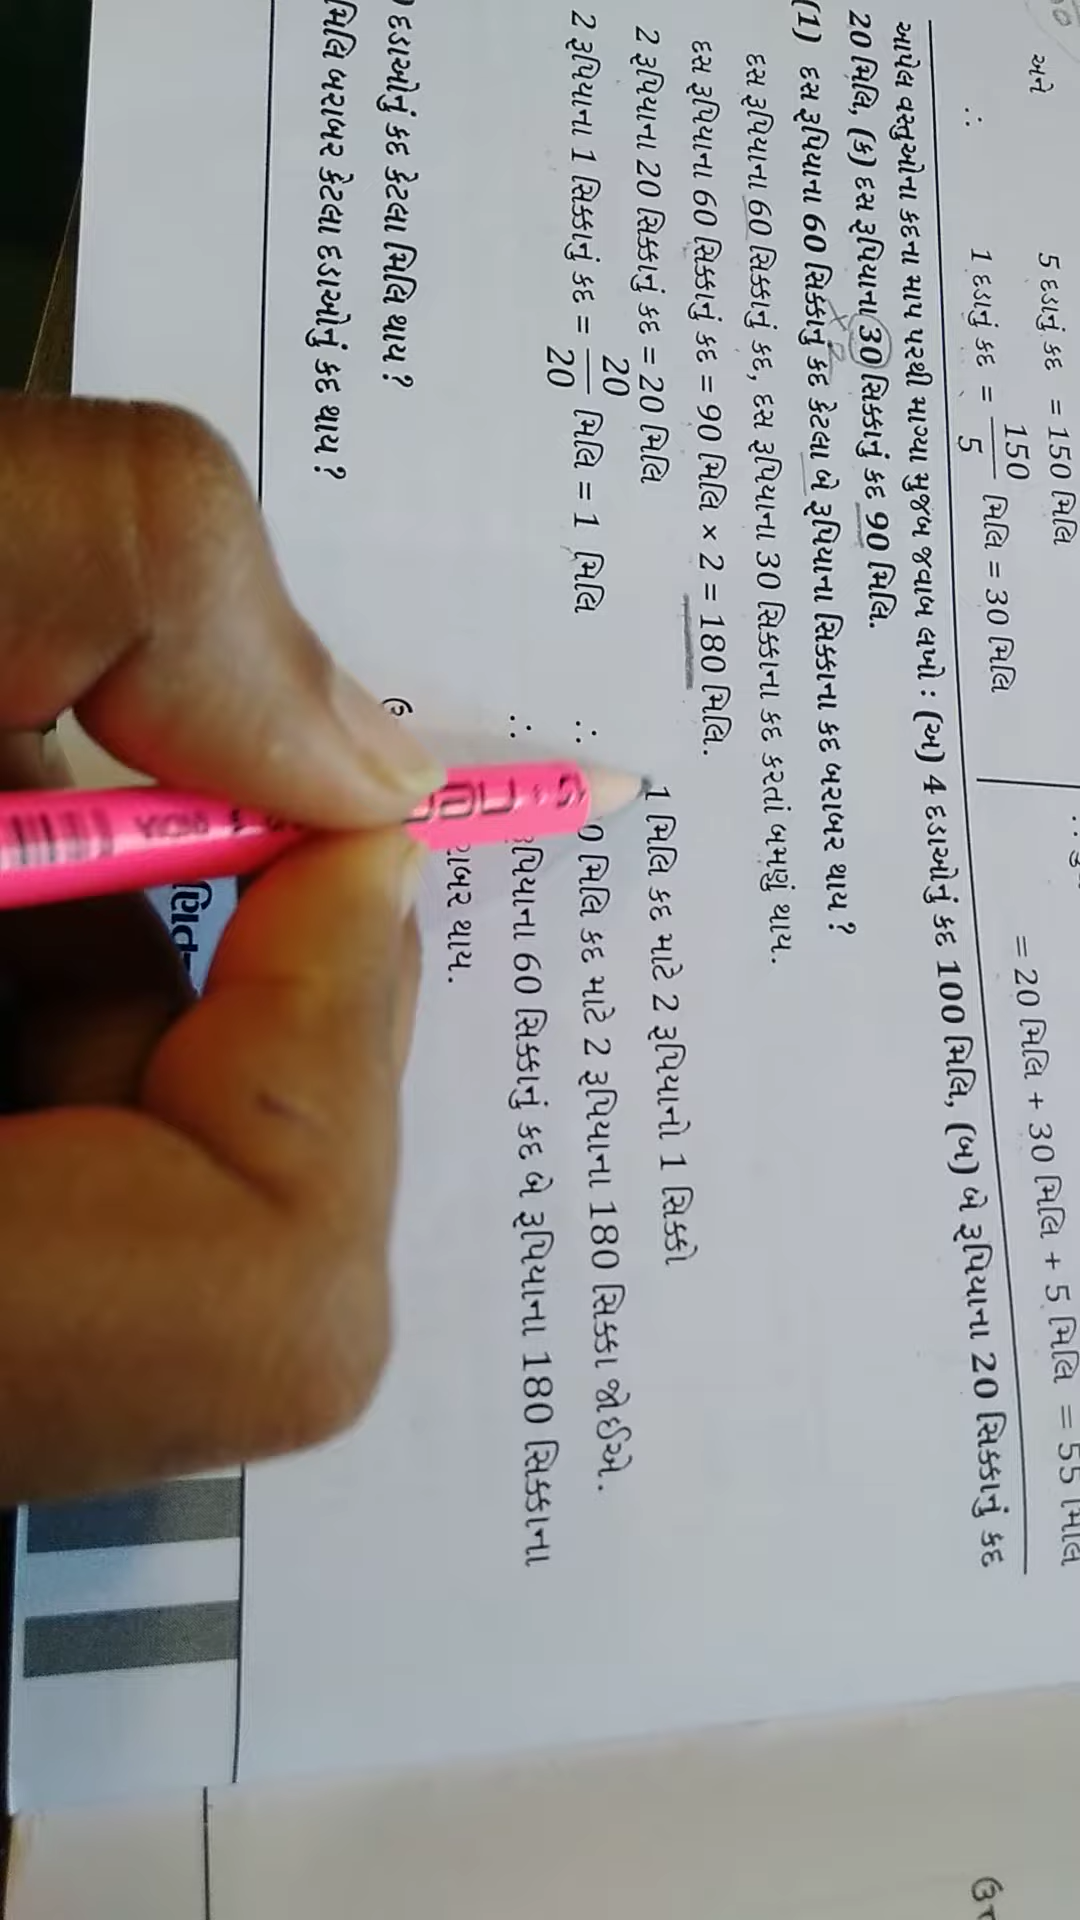 અને
5 દડાનું કદ = 150 મિલિ
∴ 1 દડાનું કદ = 150/5 મિલિ = 30 મિલિ
= 20 મિલિ + 30 મિલિ + 5 મિલિ = 55 મિલિ
આપેલ વસ્તુઓના કદના માપ પરથી માગ્યા મુજબ જવાબ લખો : (અ) 4 દડાઓનું કદ 100 મિલિ, (બ) બે રૂપિયાના 20 સિક્કાનું કદ
20 મિલિ, (ક) દસ રૂપિયાના 30 સિક્કાનું કદ 90 મિલિ.
(1) દસ રૂપિયાના 60 સિક્કાનું કદ કેટલા બે રૂપિયાના સિક્કાના કદ બરાબર થાય ?
દસ રૂપિયાના 60 સિક્કાનું કદ, દસ રૂપિયાના 30 સિક્કાના કદ કરતાં બમણું થાય.
દસ રૂપિયાના 60 સિક્કાનું કદ = 90 મિલિ × 2 = 180 મિલિ.
2 રૂપિયાના 20 સિક્કાનું કદ = 20 મિલિ
2 રૂપિયાના 1 સિક્કાનું કદ = 20/20 મિલિ = 1 મિલિ
1 મિલિ કદ માટે 2 રૂપિયાનો 1 સિક્કો
∴ 0 મિલિ કદ માટે 2 રૂપિયાના 180 સિક્કા જોઈએ.
∴ રૂપિયાના 60 સિક્કાનું કદ બે રૂપિયાના 180 સિક્કાના
થાય.
) દડાઓનું કદ કેટલા મિલિ થાય ?
મિલિ બરાબર કેટલા દડાઓનું કદ થાય ?